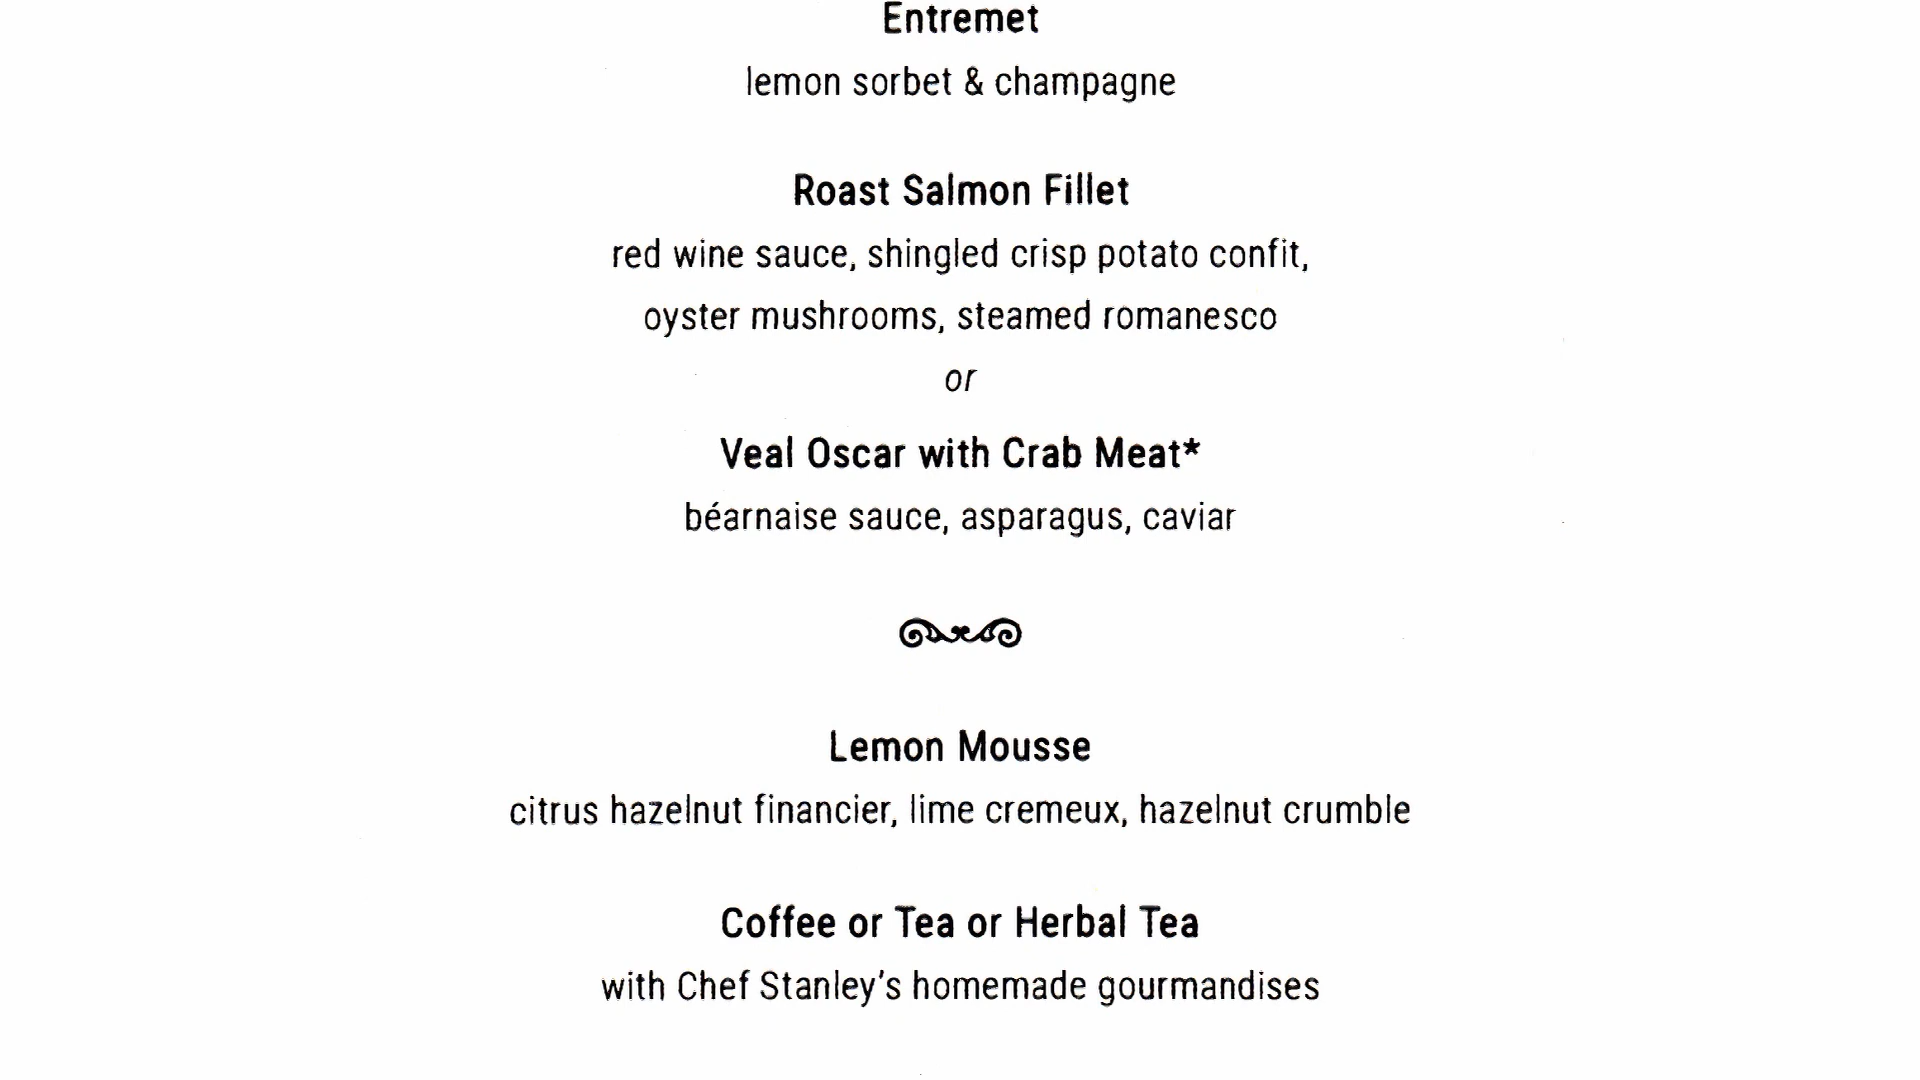 Entremet
lemon sorbet & champagne
Roast Salmon Fillet
red wine sauce, shingled crisp potato confit,
oyster mushrooms, steamed romanesco
or
Veal Oscar with Crab Meat*
béarnaise sauce, asparagus, caviar
Lemon Mousse
citrus hazelnut financier, lime cremeux, hazelnut crumble
Coffee or Tea or Herbal Tea
with Chef Stanley's homemade gourmandises